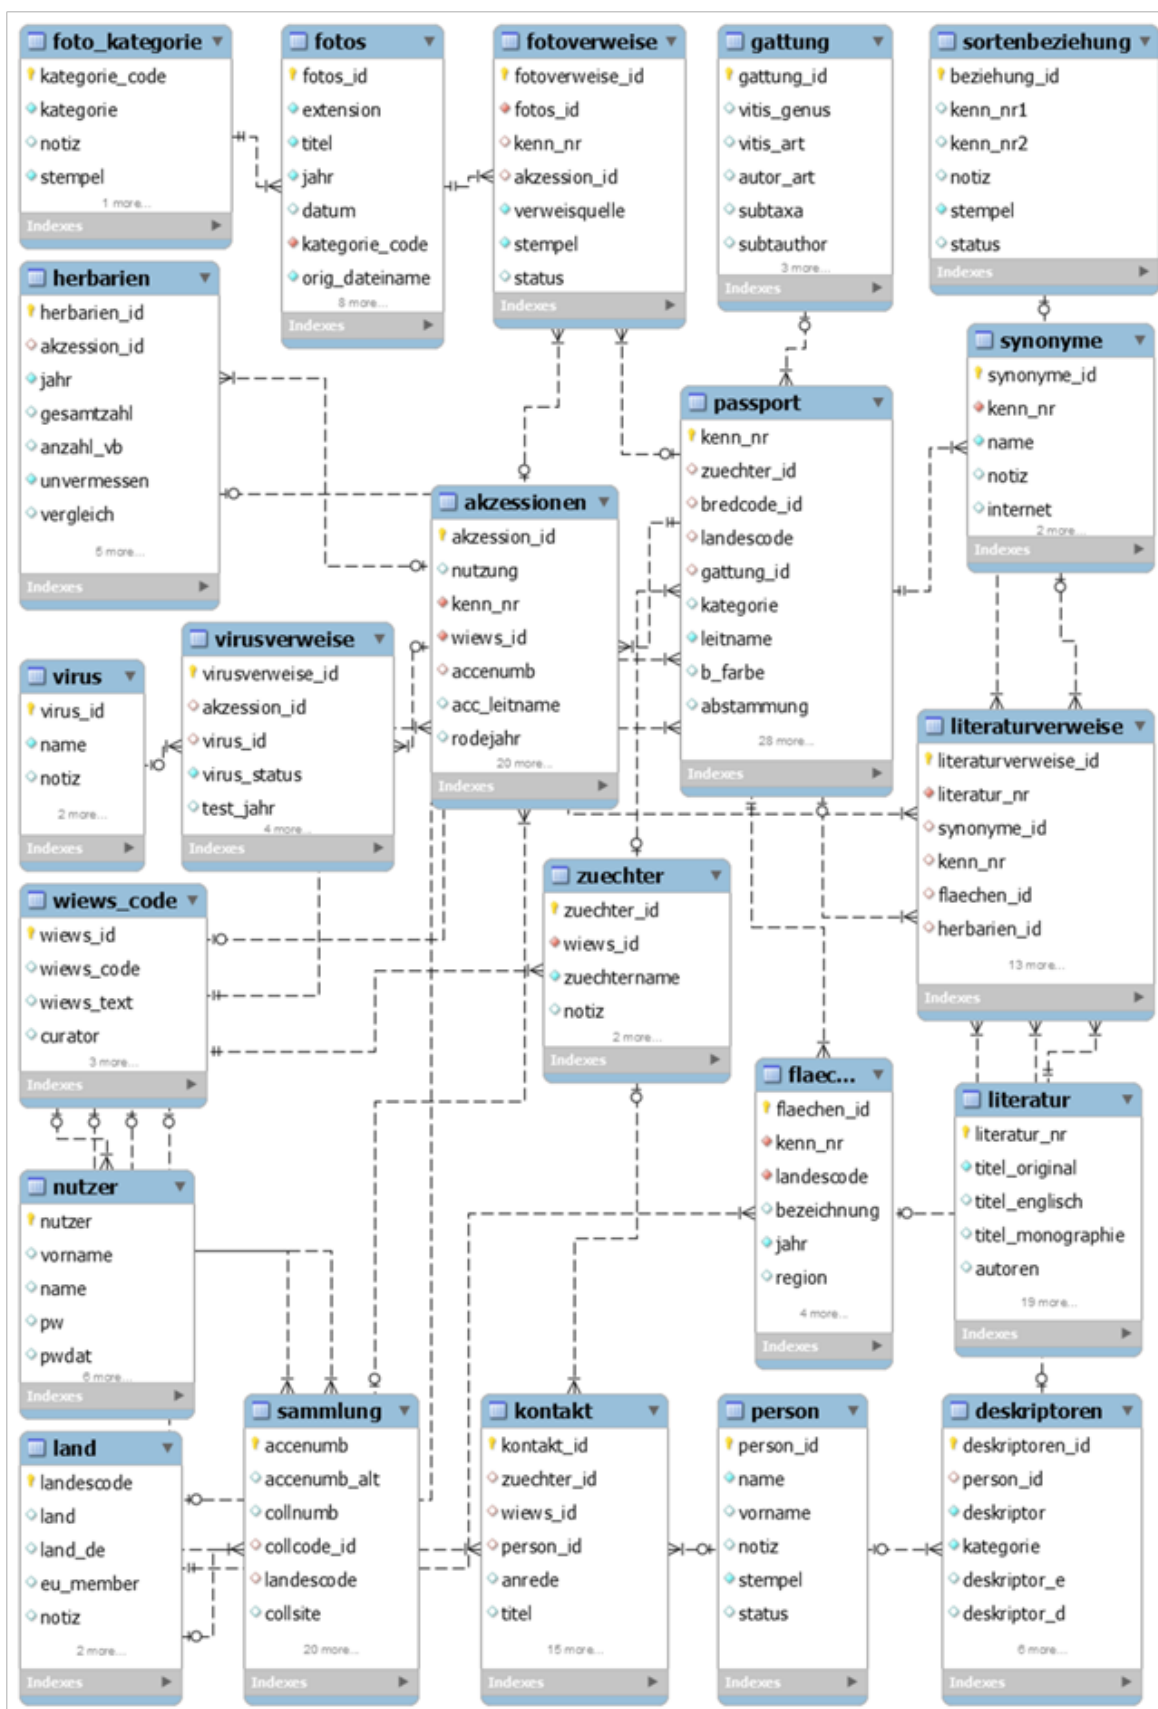 foto_kategorie
kategorie_code
kategorie
notiz
stempel
1 more...
Indexes
fotos
fotos_id
extension
titel
jahr
datum
kategorie_code
orig_dateiname
8 more...
Indexes
fotoverweise
fotoverweise_id
fotos_id
kenn_nr
akzession_id
verweisquelle
stempel
status
Indexes
gattung
gattung_id
vitis_genus
vitis_art
autor_art
subtaxa
subtauthor
3 more...
Indexes
sortenbeziehung
beziehung_id
kenn_nr1
kenn_nr2
notiz
stempel
status
Indexes
herbarien
herbarien_id
akzession_id
jahr
gesamtzahl
anzahl_vb
unvermessen
vergleich
5 more...
Indexes
synonyme
synonyme_id
kenn_nr
name
notiz
internet
2 more...
Indexes
passport
kenn_nr
zuechter_id
bredcode_id
landescode
gattung_id
kategorie
leitname
b_farbe
abstammung
28 more...
Indexes
akzessionen
akzession_id
nutzung
kenn_nr
wiews_id
accenumb
acc_leitname
rodejahr
20 more...
Indexes
virusverweise
virusverweise_id
akzession_id
virus_id
virus_status
test_jahr
4 more...
Indexes
virus
virus_id
name
notiz
2 more...
Indexes
literaturverweise
literaturverweise_id
literatur_nr
synonyme_id
kenn_nr
flaechen_id
herbarien_id
13 more...
Indexes
wiews_code
wiews_id
wiews_code
wiews_text
curator
3 more...
Indexes
zuechter
zuechter_id
wiews_id
zuechtername
notiz
2 more...
Indexes
flaec...
flaechen_id
kenn_nr
landescode
bezeichnung
jahr
region
4 more...
Indexes
literatur
literatur_nr
titel_original
titel_englisch
titel_monographie
autoren
19 more...
Indexes
nutzer
nutzer
vorname
name
pw
pwdat
6 more...
Indexes
land
landescode
land
land_de
eu_member
notiz
2 more...
Indexes
sammlung
accenumb
accenumb_alt
collnumb
collcode_id
landescode
collsite
20 more...
Indexes
kontakt
kontakt_id
zuechter_id
wiews_id
person_id
anrede
titel
15 more...
Indexes
person
person_id
name
vorname
notiz
stempel
status
Indexes
deskriptoren
deskriptoren_id
person_id
deskriptor
kategorie
deskriptor_e
deskriptor_d
6 more...
Indexes